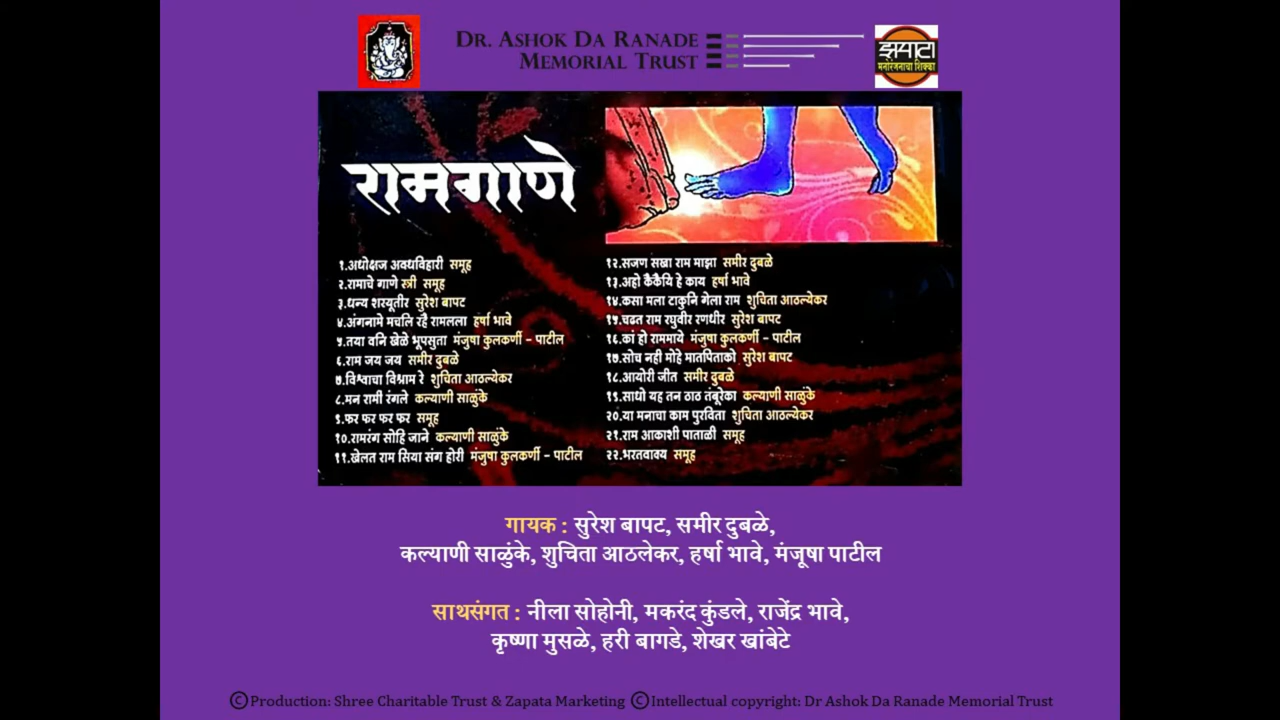 DR. ASHOK DA RANADE
MEMORIAL TRUST
झपाटा
मनोरंजनाचा शिक्का
रामगाणे
१.अधोक्षज अवधविहारी समूह
२.रामाचे गाणे स्त्री समूह
३.धन्य शरयूतीर सुरेश बापट
४.अंगनामे मचलि रहै रामलला हर्षा भावे
५.तया वनि खेळे भूपसुता मंजुषा कुलकर्णी – पाटील
६.राम जय जय समीर दुबळे
७.विश्वाचा विश्राम रे शुचिता आठल्येकर
८.मन रामी रंगले कल्याणी साळुंके
९.फर फर फर फर समूह
१०.रामरंग सोहि जाने कल्याणी साळुंके
११.खेलत राम सिया संग होरी मंजुषा कुलकर्णी – पाटील
१२.सजण सखा राम माझा समीर दुबळे
१३.अहो कैकैयि हे काय हर्षा भावे
१४.कसा मला टाकुनि गेला राम शुचिता आठल्येकर
१५.चढत राम रघुवीर रणधीर सुरेश बापट
१६.कां हो राममाये मंजुषा कुलकर्णी – पाटील
१७.सोच नही मोहे मातपिताको सुरेश बापट
१८.आयोरी जीत समीर दुबळे
१९.साधो यह तन ठाठ तंबूरेका कल्याणी साळुंके
२०.या मनाचा काम पुरविता शुचिता आठल्येकर
२१.राम आकाशी पाताळी समूह
२२.भरतवाक्य समूह
गायक : सुरेश बापट, समीर दुबळे,
कल्याणी साळुंके, शुचिता आठलेकर, हर्षा भावे, मंजूषा पाटील
साथसंगत : नीला सोहोनी, मकरंद कुंडले, राजेंद्र भावे,
कृष्णा मुसळे, हरी बागडे, शेखर खांबेटे
©Production: Shree Charitable Trust & Zapata Marketing ©Intellectual copyright: Dr Ashok Da Ranade Memorial Trust